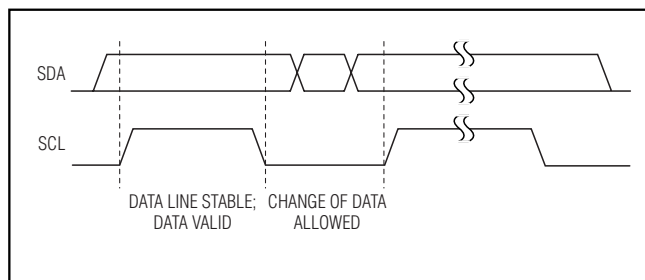 SDA
SCL
DATA LINE STABLE; DATA VALID
CHANGE OF DATA ALLOWED